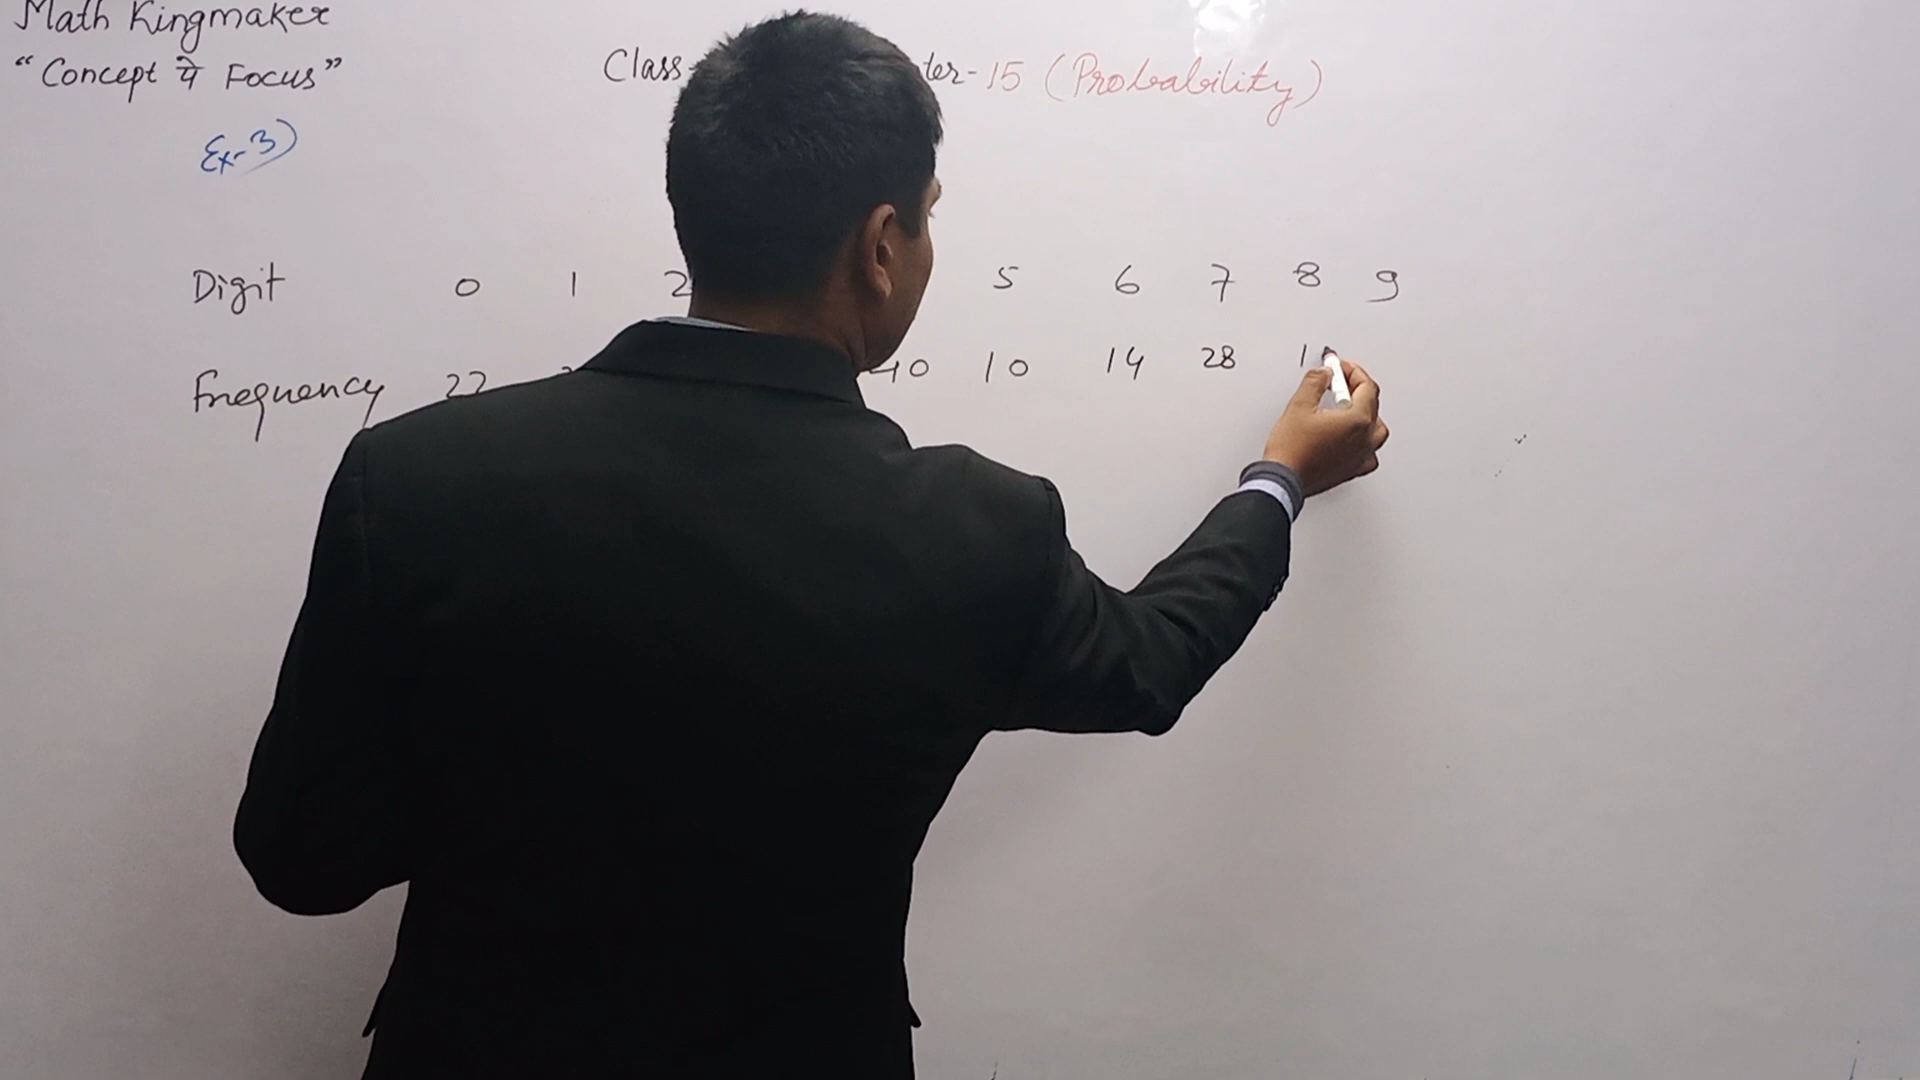 Math Kingmaker
“Concept पे Focus”
Class- ter-15 (Probability)
Ex-3)
Digit 0 1 2 5 6 7 8 9
Frequency 22 40 10 14 28